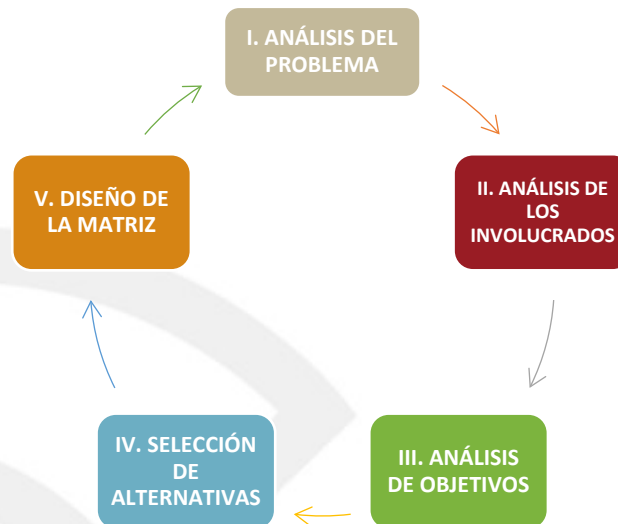 I. ANÁLISIS DEL
PROBLEMA
II. ANÁLISIS DE
LOS
INVOLUCRADOS
III. ANÁLISIS
DE OBJETIVOS
IV. SELECCIÓN
DE
ALTERNATIVAS
V. DISEÑO DE
LA MATRIZ